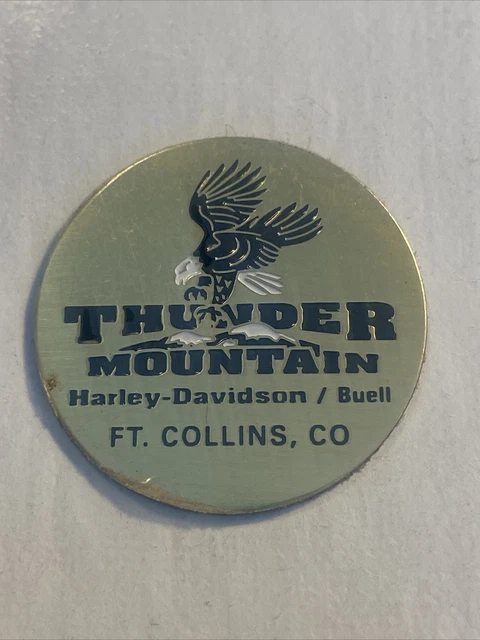 THUNDER
MOUNTAIN
Harley-Davidson / Buell
FT. COLLINS, CO